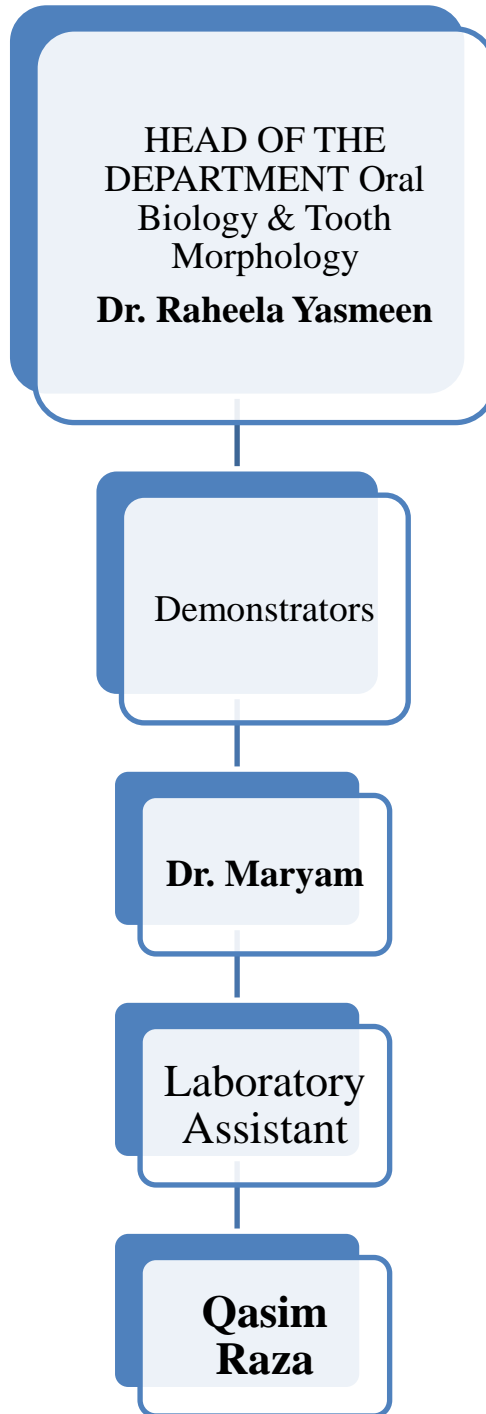 HEAD OF THE
DEPARTMENT Oral
Biology & Tooth
Morphology
Dr. Raheela Yasmeen
Demonstrators
Dr. Maryam
Laboratory
Assistant
Qasim
Raza